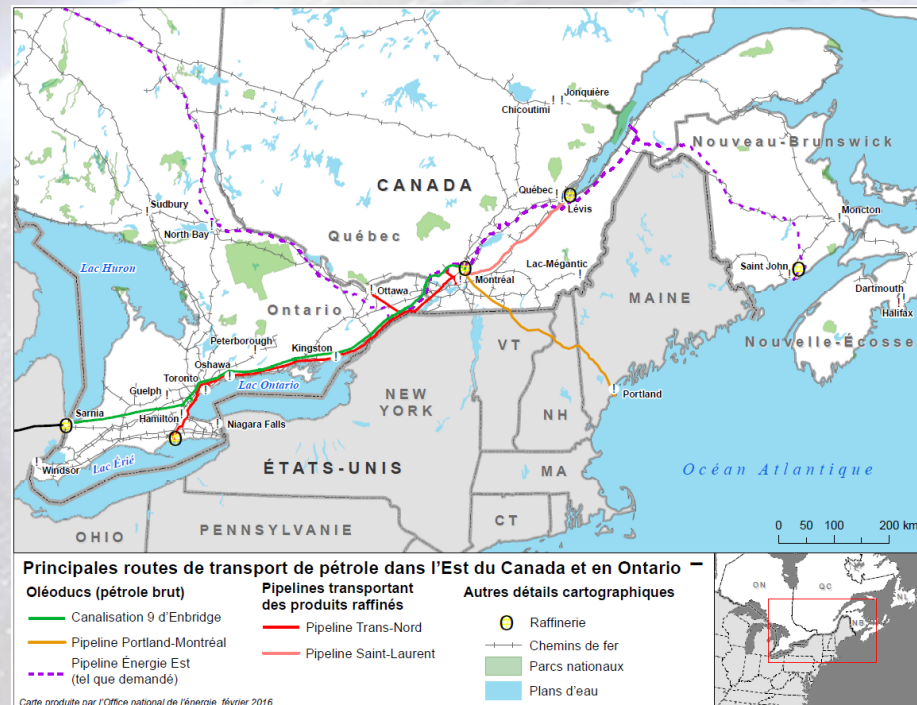 Jonquière
Chicoutimi
Nouveau-Brunswick
CANADA
Québec
Lévis
Sudbury
Moncton
North Bay
Québec
Lac Huron
Lac-Mégantic
Saint John
Montréal
Ottawa
MAINE
Dartmouth
Halifax
Ontario
Peterborough
Kingston
VT
Nouvelle-Écosse
Oshawa
Toronto
Lac Ontario
Guelph
NEW
YORK
Portland
Sarnia
Hamilton
Niagara Falls
NH
Windsor
Lac Érié
ÉTATS-UNIS
MA
Océan Atlantique
CT
PENNSYLVANIE
OHIO
0 50 100 200 km
Principales routes de transport de pétrole dans l'Est du Canada et en Ontario –
Oléoducs (pétrole brut)
Canalisation 9 d'Enbridge
Pipeline Portland-Montréal
Pipeline Énergie Est
(tel que demandé)
Pipelines transportant
des produits raffinés
Pipeline Trans-Nord
Pipeline Saint-Laurent
Autres détails cartographiques
Raffinerie
Chemins de fer
Parcs nationaux
Plans d'eau
ON
QC
NL
NB
Carte produite par l'Office national de l'énergie, février 2016